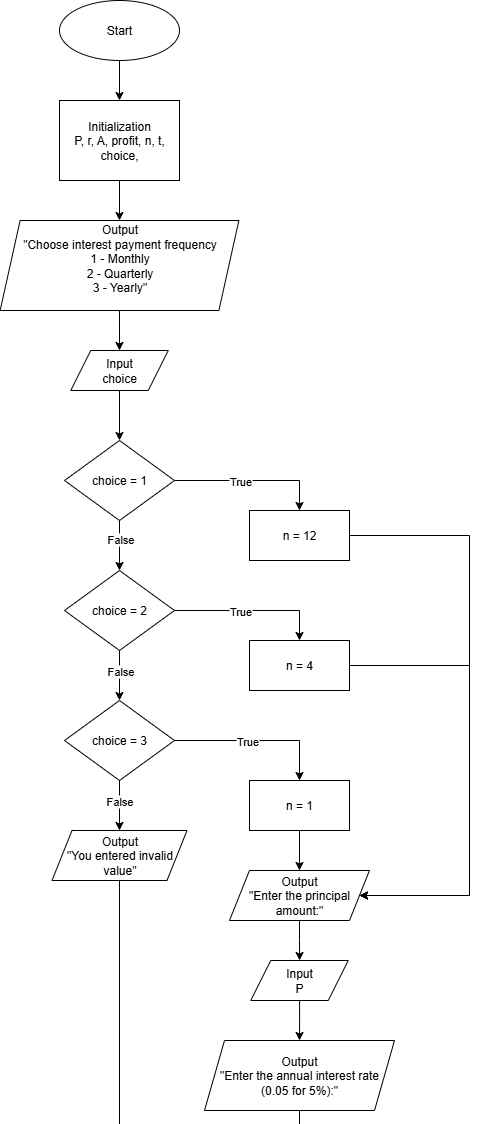 Start
Initialization
P, r, A, profit, n, t,
choice,
Output
"Choose interest payment frequency
1 - Monthly
2 - Quarterly
3 - Yearly"
Input
choice
choice = 1
True
n = 12
False
choice = 2
True
n = 4
False
choice = 3
True
n = 1
False
Output
"You entered invalid
value"
Output
"Enter the principal
amount:"
Input
P
Output
"Enter the annual interest rate
(0.05 for 5%):"